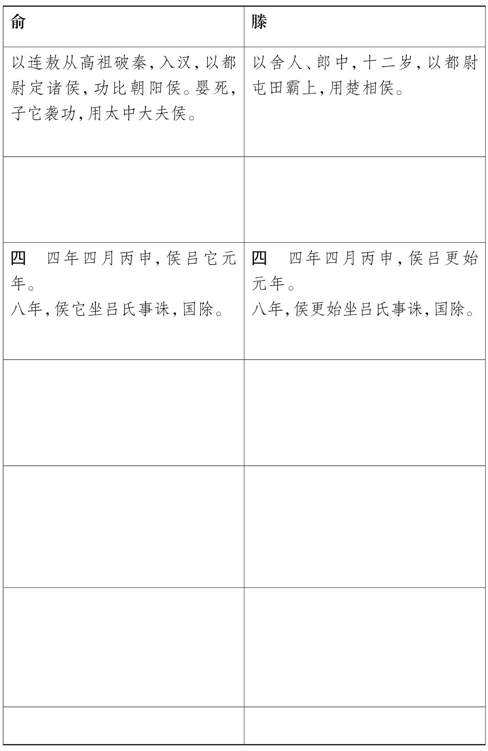 俞
滕
以连敖从高祖破秦,入汉,以都
尉定诸侯,功比朝阳侯。婴死,
子它袭功,用太中大夫侯。
以舍人、郎中,十二岁,以都尉
屯田霸上,用楚相侯。
四 四年四月丙申,侯吕它元
年。
八年,侯它坐吕氏事诛,国除。
四 四年四月丙申,侯吕更始
元年。
八年,侯更始坐吕氏事诛,国除。